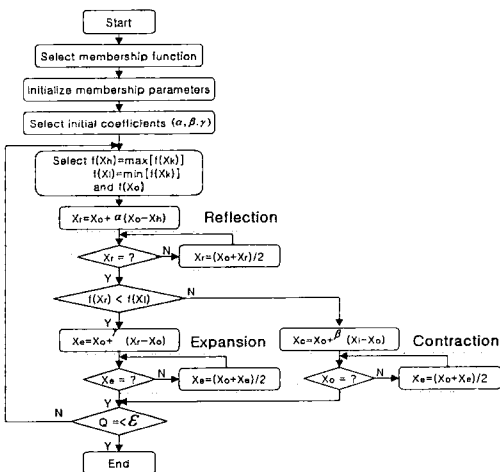 Start
Select membership function
Initialize membership parameters
Select initial coefficients (α,β,γ)
Select f(Xh)=max[f(Xk)]
f(Xl)=min[f(Xk)]
and f(Xo)
Xr=Xo+α(Xo-Xh)
Reflection
Xr = ?
N
Xr=(Xo+Xr)/2
Y
f(Xr) < f(Xl)
N
Y
Xe=Xo+γ (Xr-Xo)
Expansion
Xc=Xo+β (Xl-Xo)
Contraction
Xe = ?
N
Xe=(Xo+Xe)/2
Xo = ?
N
Xe=(Xo+Xe)/2
Y
Y
N
Q =<ε
Y
End